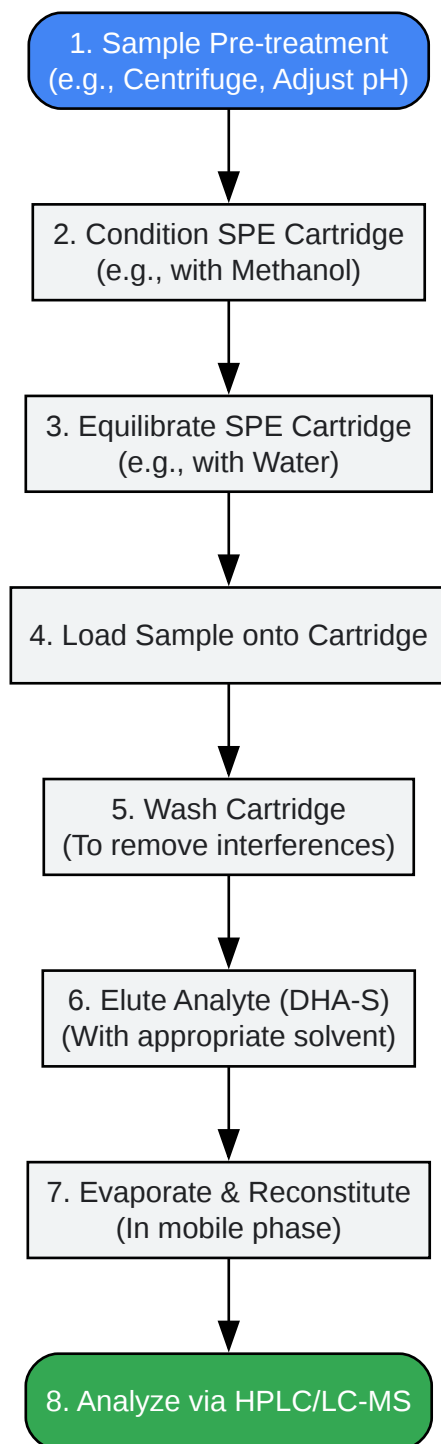 1. Sample Pre-treatment
(e.g., Centrifuge, Adjust pH)
2. Condition SPE Cartridge
(e.g., with Methanol)
3. Equilibrate SPE Cartridge
(e.g., with Water)
4. Load Sample onto Cartridge
5. Wash Cartridge
(To remove interferences)
6. Elute Analyte (DHA-S)
(With appropriate solvent)
7. Evaporate & Reconstitute
(In mobile phase)
8. Analyze via HPLC/LC-MS